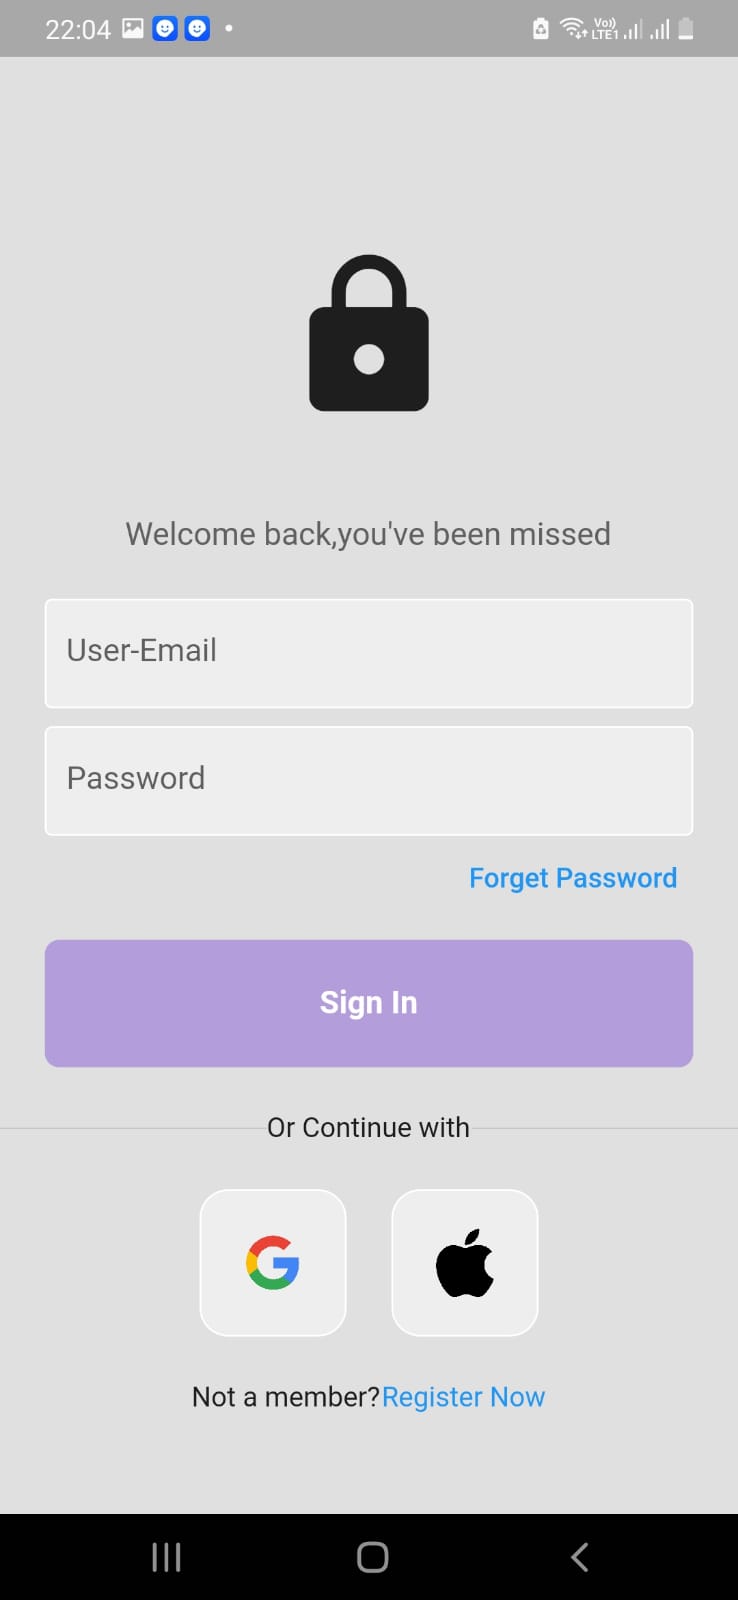 22:04
Vo))
LTE1
Welcome back,you've been missed
User-Email
Password
Forget Password
Sign In
Or Continue with
Not a member?Register Now